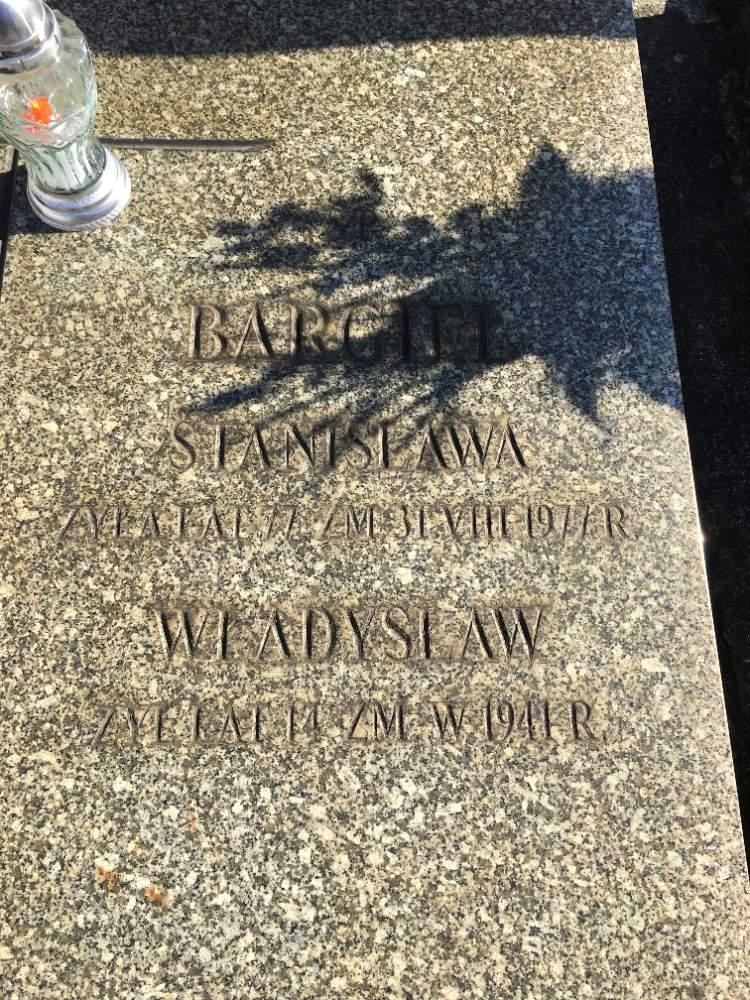 BARGIEL
STANISŁAWA
ŻYŁA LAT 77 ZM 31 VIII 1977 R.
WŁADYSŁAW
ŻYŁ LAT 14 ZM W 1941 R.